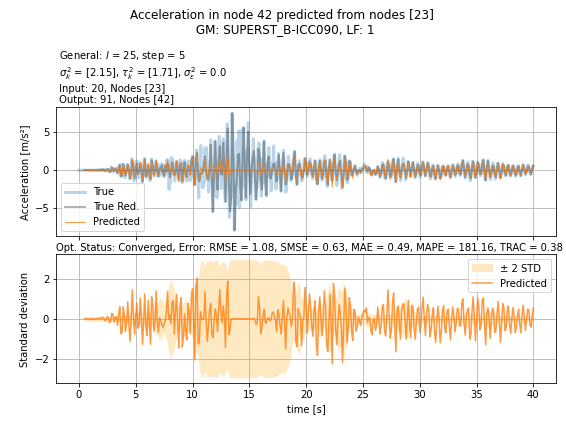 Acceleration in node 42 predicted from nodes [23]
GM: SUPERST_B-ICC090, LF: 1
General: l = 25, step = 5
σ²ₖ = [2.15], τ²ₖ = [1.71], σ²ε = 0.0
Input: 20, Nodes [23]
Output: 91, Nodes [42]
Acceleration [m/s²]
5
0
−5
True
True Red.
Predicted
Opt. Status: Converged, Error: RMSE = 1.08, SMSE = 0.63, MAE = 0.49, MAPE = 181.16, TRAC = 0.38
Standard deviation
2
0
−2
± 2 STD
Predicted
0 5 10 15 20 25 30 35 40
time [s]